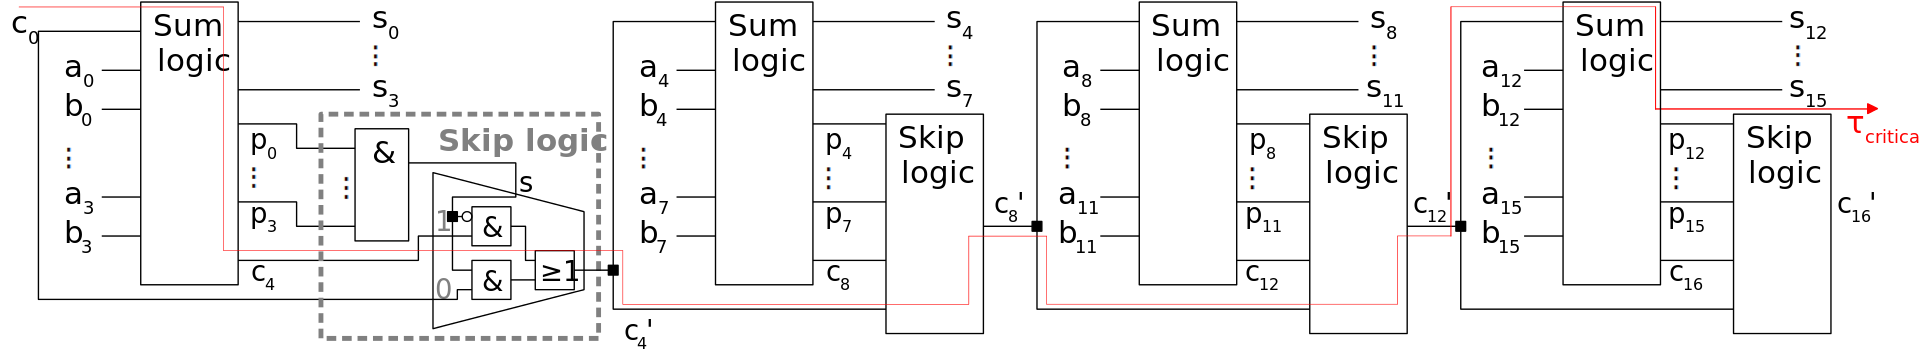 c0
Sum
logic
a0
b0
⋮
a3
b3
s0
⋮
s3
p0
⋮
p3
c4
Skip logic
&
⋮
s
1
&
0
&
≥1
c4'
Sum
logic
a4
b4
⋮
a7
b7
s4
⋮
s7
p4
⋮
p7
c8
Skip
logic
c8'
Sum
logic
a8
b8
⋮
a11
b11
s8
⋮
s11
p8
⋮
p11
c12
Skip
logic
c12'
Sum
logic
a12
b12
⋮
a15
b15
s12
⋮
s15
τcritica
p12
⋮
p15
c16
Skip
logic
c16'